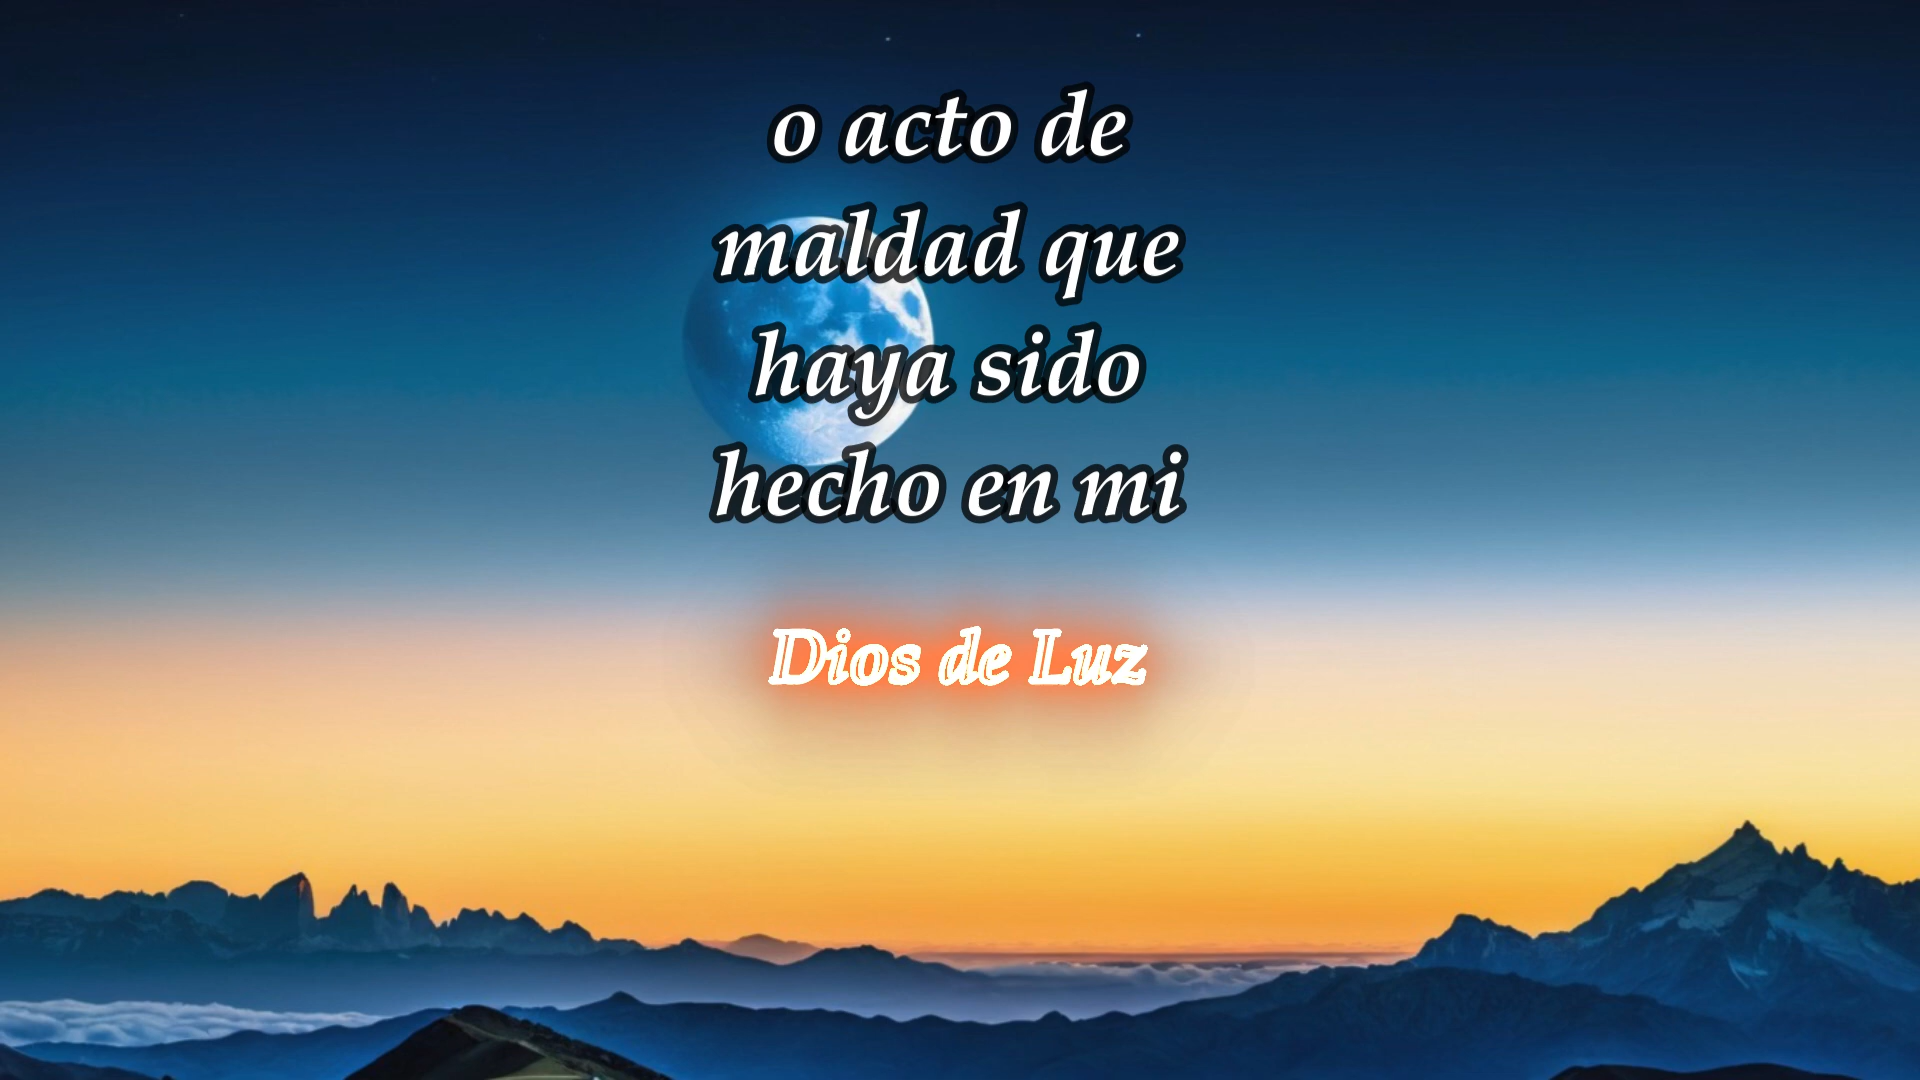 o acto de
maldad que
haya sido
hecho en mi
Dios de Luz